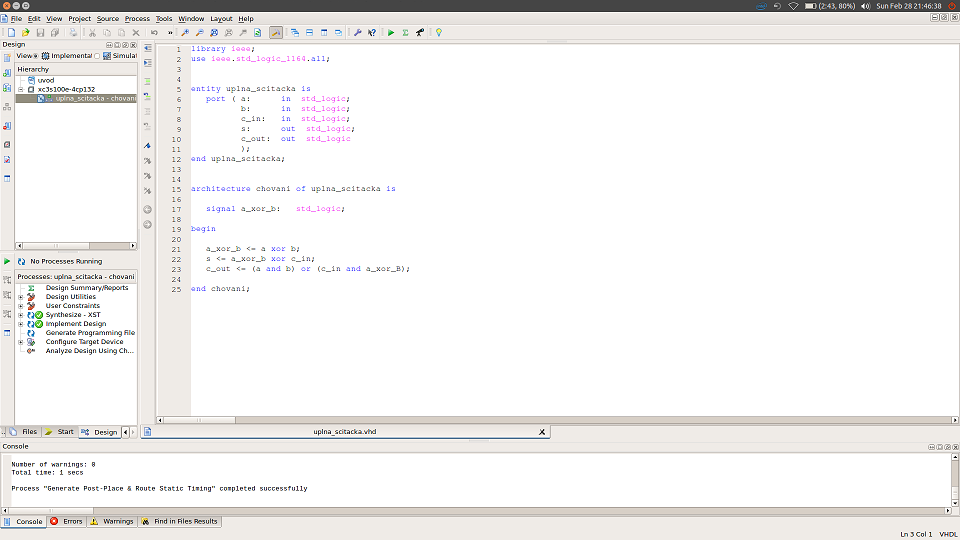 (2:43, 80%) Sun Feb 28 21:46:38
File Edit View Project Source Process Tools Window Layout Help
Design
View: Implementat Simulat
Hierarchy
uvod
xc3s100e-4cp132
uplna_scitacka - chovani
No Processes Running
Processes: uplna_scitacka - chovani
Design Summary/Reports
Design Utilities
User Constraints
Synthesize - XST
Implement Design
Generate Programming File
Configure Target Device
Analyze Design Using Ch...
Files Start Design
1 library ieee;
2 use ieee.std_logic_1164.all;
3
4
5 entity uplna_scitacka is
6 port ( a: in std_logic;
7 b: in std_logic;
8 c_in: in std_logic;
9 s: out std_logic;
10 c_out: out std_logic
11 );
12 end uplna_scitacka;
13
14
15 architecture chovani of uplna_scitacka is
16
17 signal a_xor_b: std_logic;
18
19 begin
20
21 a_xor_b <= a xor b;
22 s <= a_xor_b xor c_in;
23 c_out <= (a and b) or (c_in and a_xor_B);
24
25 end chovani;
uplna_scitacka.vhd
Console
Number of warnings: 0
Total time: 1 secs
Process "Generate Post-Place & Route Static Timing" completed successfully
Console Errors Warnings Find in Files Results
Ln 3 Col 1 VHDL